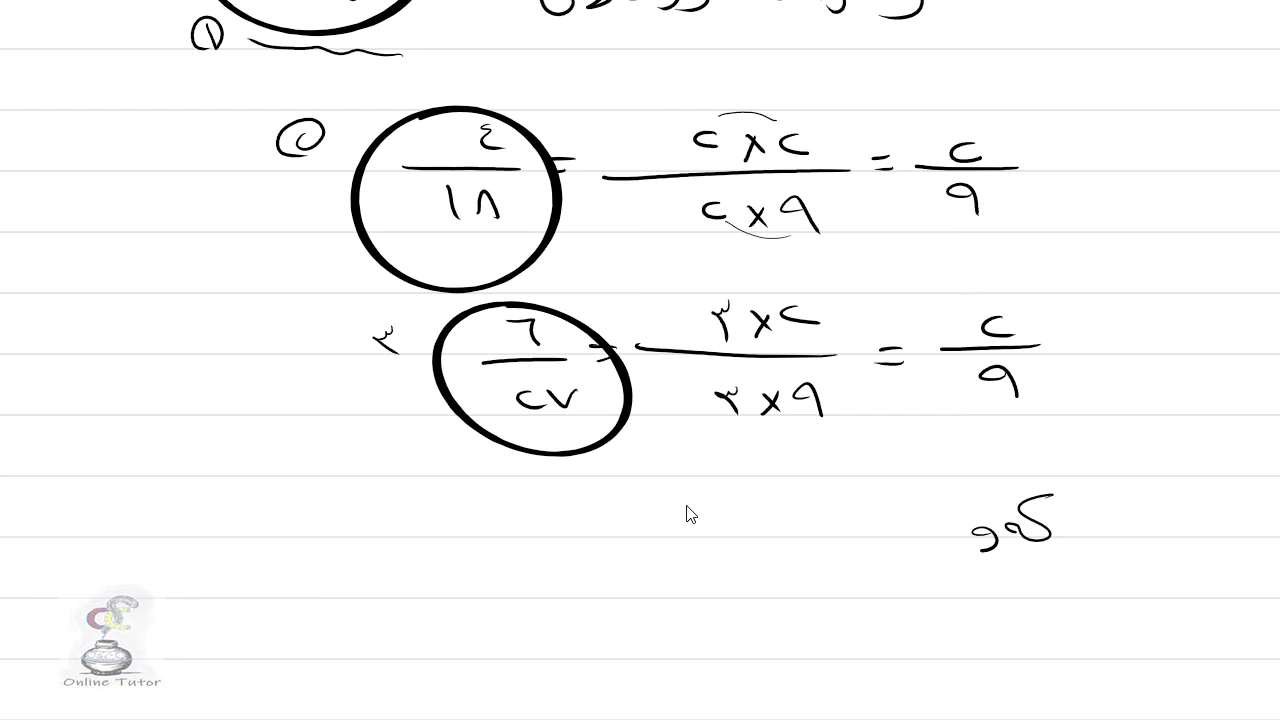 ١
٢/٩ = ٢×٢/٩×٢ = ٤/١٨ ٢
٢/٩ = ٢×٣/٩×٣ = ٦/٢٧ ٣
Online Tutor